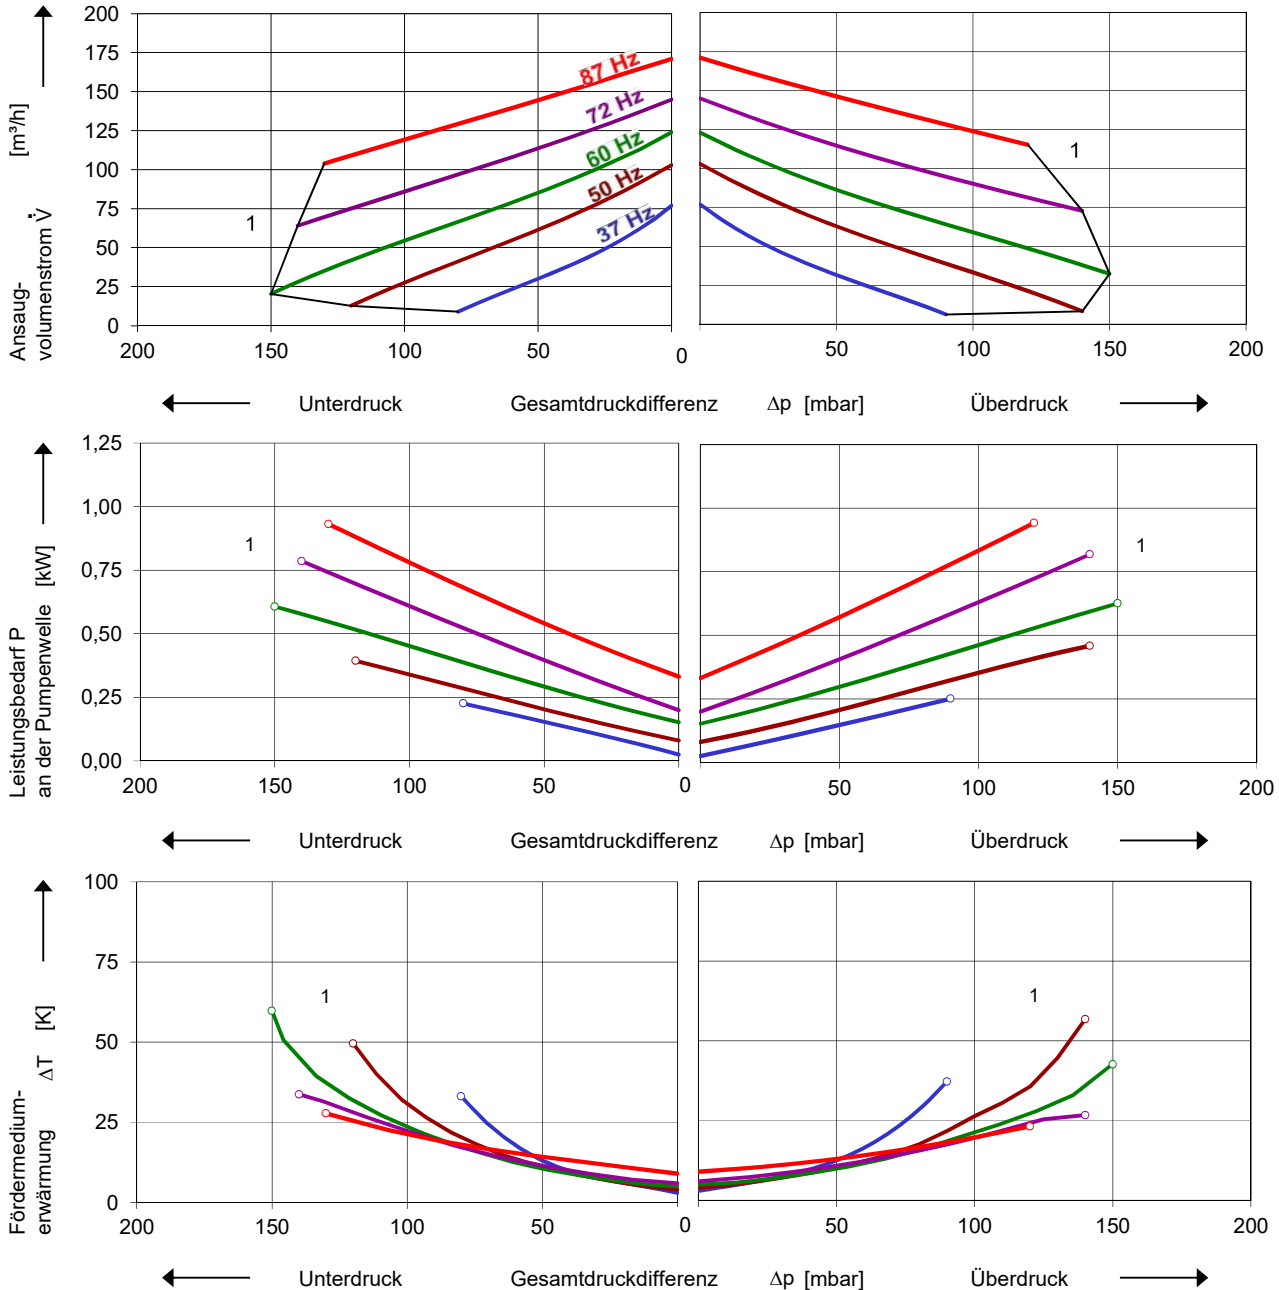 200
175
150
125
100
75
50
25
0
[m³/h]
Ansaug-
volumenstrom V̇
87 Hz
72 Hz
60 Hz
50 Hz
37 Hz
1
1
200 150 100 50 0 50 100 150 200
Unterdruck Gesamtdruckdifferenz Δp [mbar] Überdruck
1,25
1,00
0,75
0,50
0,25
0,00
Leistungsbedarf P
an der Pumpenwelle [kW]
1
1
200 150 100 50 0 50 100 150 200
Unterdruck Gesamtdruckdifferenz Δp [mbar] Überdruck
100
75
50
25
0
Fördermedium-
erwärmung ΔT [K]
1
1
200 150 100 50 0 50 100 150 200
Unterdruck Gesamtdruckdifferenz Δp [mbar] Überdruck